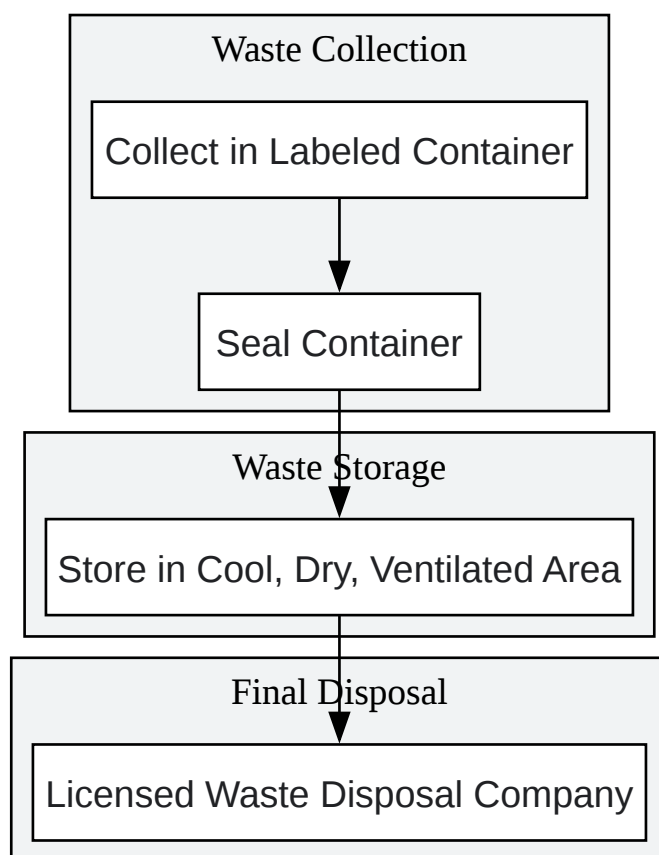 Waste Collection
Collect in Labeled Container
Seal Container
Waste Storage
Store in Cool, Dry, Ventilated Area
Final Disposal
Licensed Waste Disposal Company